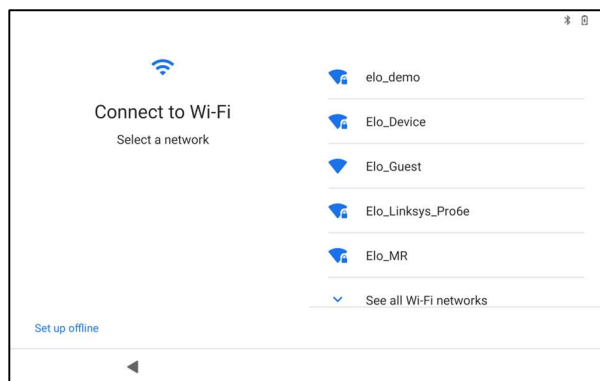 Connect to Wi-Fi
Select a network
elo_demo
Elo_Device
Elo_Guest
Elo_Linksys_Pro6e
Elo_MR
See all Wi-Fi networks
Set up offline